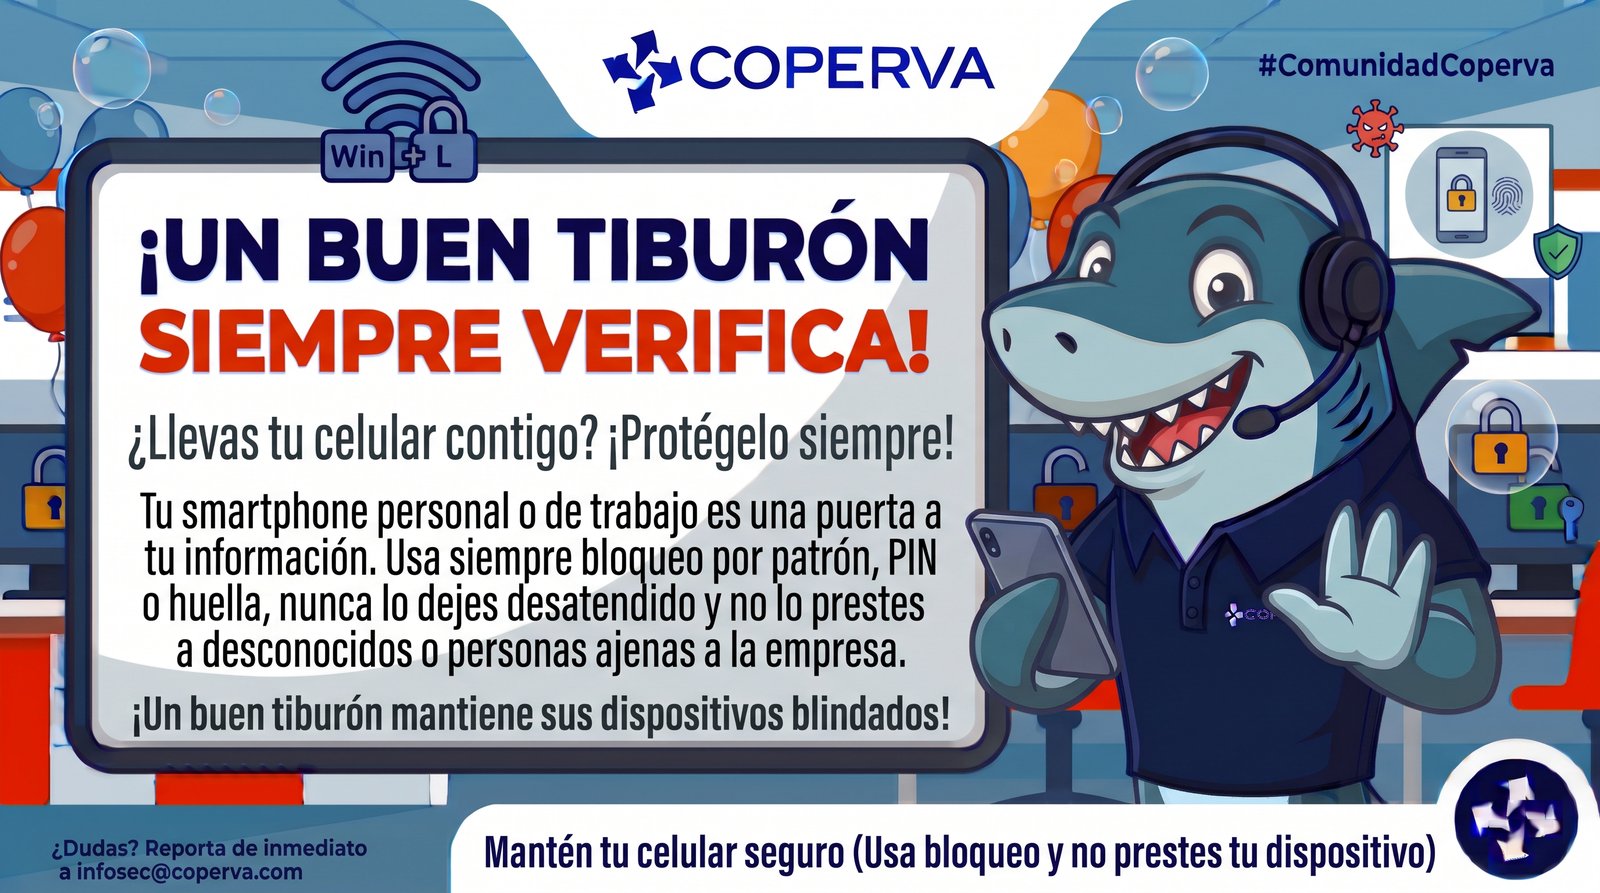 COPERVA
#ComunidadCoperva
Win + L
¡UN BUEN TIBURÓN
SIEMPRE VERIFICA!
¿Llevas tu celular contigo? ¡Protégelo siempre!
Tu smartphone personal o de trabajo es una puerta a
tu información. Usa siempre bloqueo por patrón, PIN
o huella, nunca lo dejes desatendido y no lo prestes
a desconocidos o personas ajenas a la empresa.
¡Un buen tiburón mantiene sus dispositivos blindados!
¿Dudas? Reporta de inmediato
a infosec@coperva.com
Mantén tu celular seguro (Usa bloqueo y no prestes tu dispositivo)